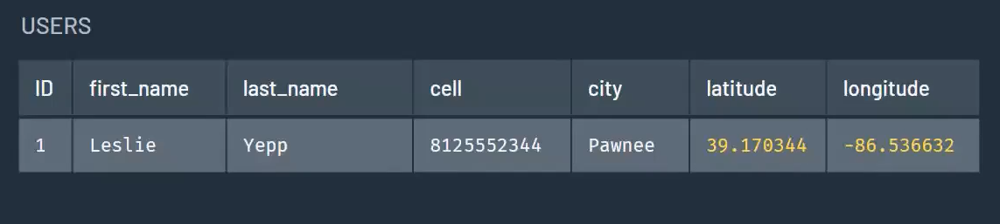 USERS
ID first_name last_name cell city latitude longitude
1 Leslie Yepp 8125552344 Pawnee 39.170344 -86.536632